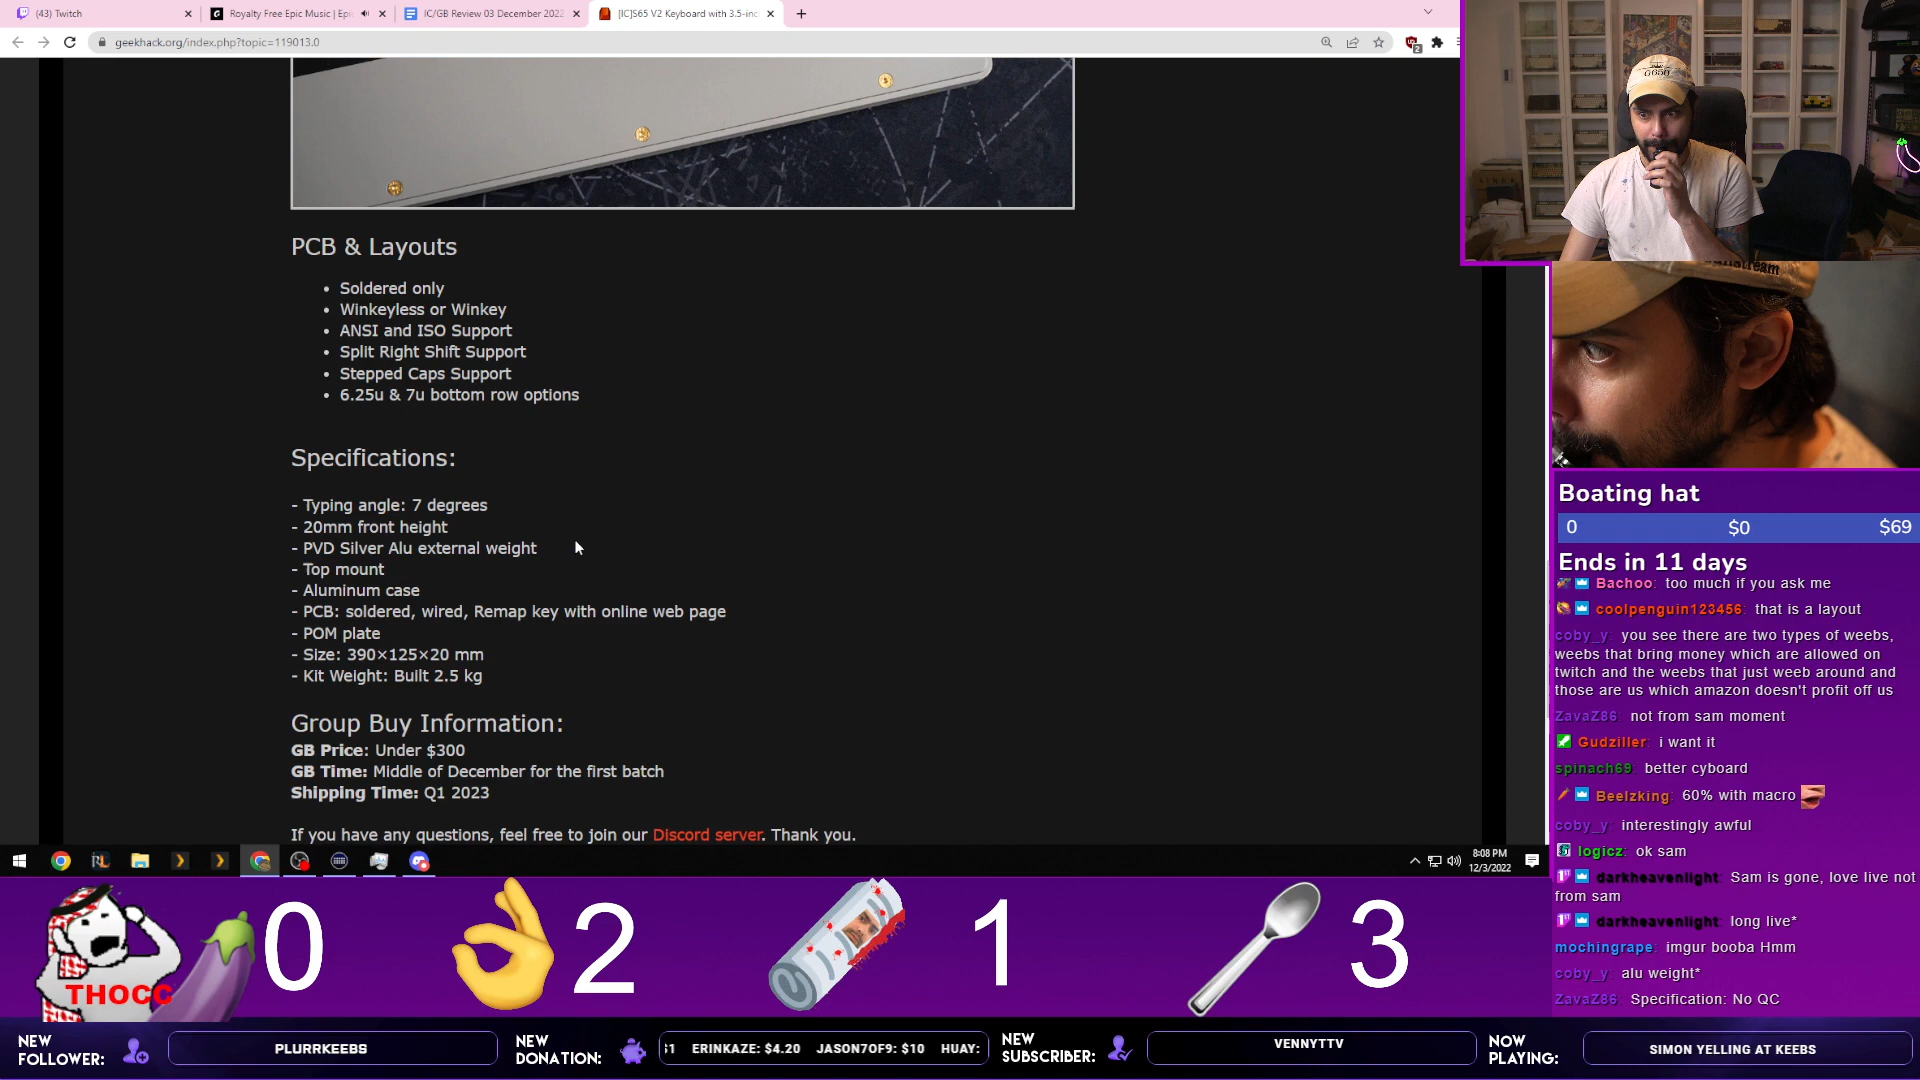 (43) Twitch
Royalty Free Epic Music | Epi
IC/GB Review 03 December 2022
[IC]S65 V2 Keyboard with 3.5-inc
geekhack.org/index.php?topic=119013.0
2
PCB & Layouts
Soldered only
Winkeyless or Winkey
ANSI and ISO Support
Split Right Shift Support
Stepped Caps Support
6.25u & 7u bottom row options
Specifications:
- Typing angle: 7 degrees
- 20mm front height
- PVD Silver Alu external weight
- Top mount
- Aluminum case
- PCB: soldered, wired, Remap key with online web page
- POM plate
- Size: 390×125×20 mm
- Kit Weight: Built 2.5 kg
Group Buy Information:
GB Price: Under $300
GB Time: Middle of December for the first batch
Shipping Time: Q1 2023
If you have any questions, feel free to join our Discord server. Thank you.
8:08 PM
12/3/2022
Boating hat
0 $0 $69
Ends in 11 days
Bachoo: too much if you ask me
coolpenguin123456: that is a layout
coby_y: you see there are two types of weebs,
weebs that bring money which are allowed on
twitch and the weebs that just weeb around and
those are us which amazon doesn't profit off us
ZavaZ86: not from sam moment
Gudziller: i want it
spinach69: better cyboard
Beelzking: 60% with macro
coby_y: interestingly awful
logicz: ok sam
darkheavenlight: Sam is gone, love live not
from sam
darkheavenlight: long live*
mochingrape: imgur booba Hmm
coby_y: alu weight*
ZavaZ86: Specification: No QC
THOCC
0
2
1
3
NEW
FOLLOWER:
PLURRKEEBS
NEW
DONATION:
$1 ERINKAZE: $4.20 JASON7OF9: $10 HUAY:
NEW
SUBSCRIBER:
VENNYTTV
NOW
PLAYING:
SIMON YELLING AT KEEBS